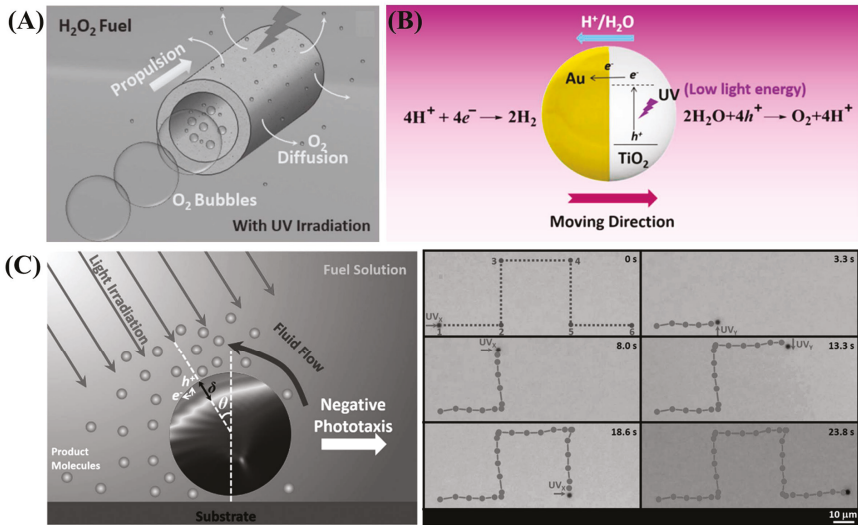 (A)
H₂O₂ Fuel
Propulsion
O₂
Diffusion
O₂ Bubbles
With UV Irradiation
(B)
H⁺/H₂O
e⁻
e⁻
Au
UV
(Low light energy)
4H⁺ + 4e⁻ → 2H₂
2H₂O+4h⁺ → O₂+4H⁺
h⁺
TiO₂
Moving Direction
(C)
Fuel Solution
Light Irradiation
Fluid Flow
h⁺
e⁻
δ
θ
Negative
Phototaxis
Product
Molecules
Substrate
0 s
3
4
UVₓ
1
2
5
6
3.3 s
UVᵧ
8.0 s
UVₓ
13.3 s
UVᵧ
18.6 s
UVₓ
23.8 s
10 μm